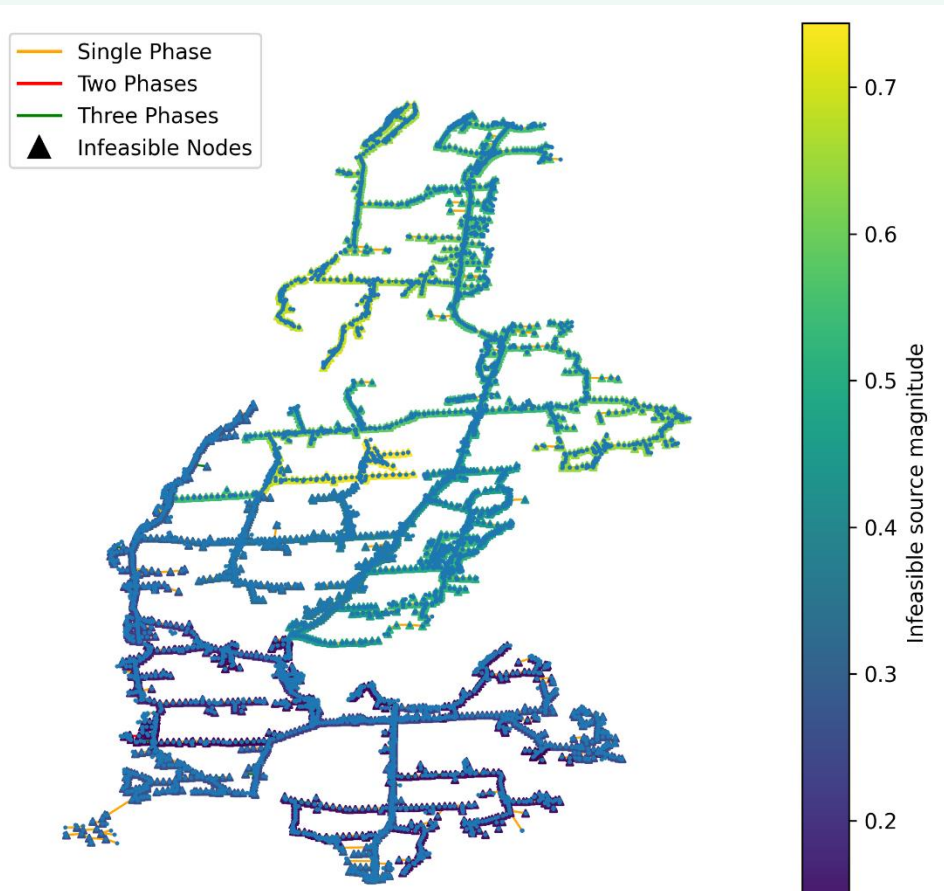 Single Phase
Two Phases
Three Phases
Infeasible Nodes
0.7
0.6
0.5
0.4
0.3
0.2
Infeasible source magnitude